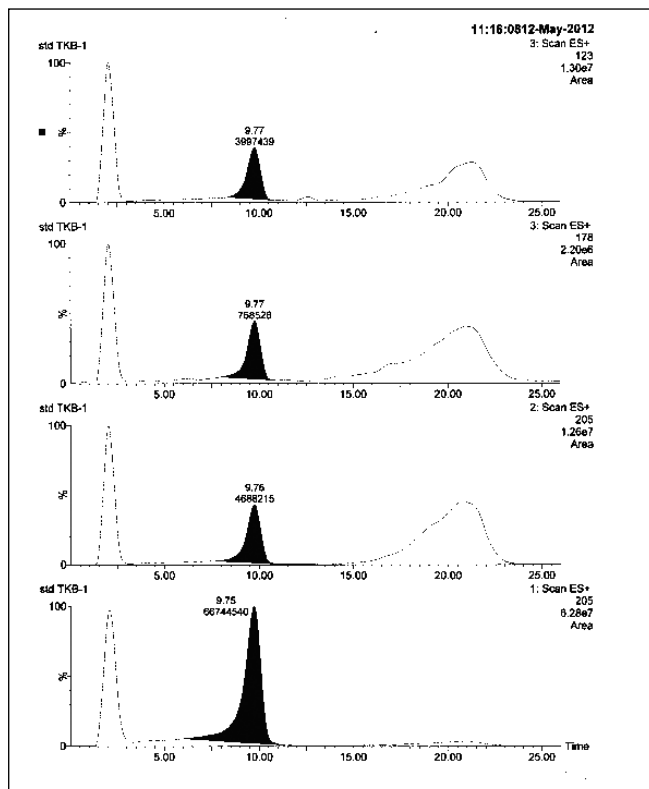 11:16:0812-May-2012
std TKB-1
3: Scan ES+
123
1.30e7
Area
100
%
9.77
3997439
0
5.00 10.00 15.00 20.00 25.00
std TKB-1
3: Scan ES+
178
2.20e6
Area
100
%
9.77
768528
0
5.00 10.00 15.00 20.00 25.00
std TKB-1
2: Scan ES+
205
1.26e7
Area
100
%
9.76
4688215
0
5.00 10.00 15.00 20.00 25.00
std TKB-1
1: Scan ES+
205
6.28e7
Area
100
%
9.75
66744540
0
5.00 10.00 15.00 20.00 25.00
Time